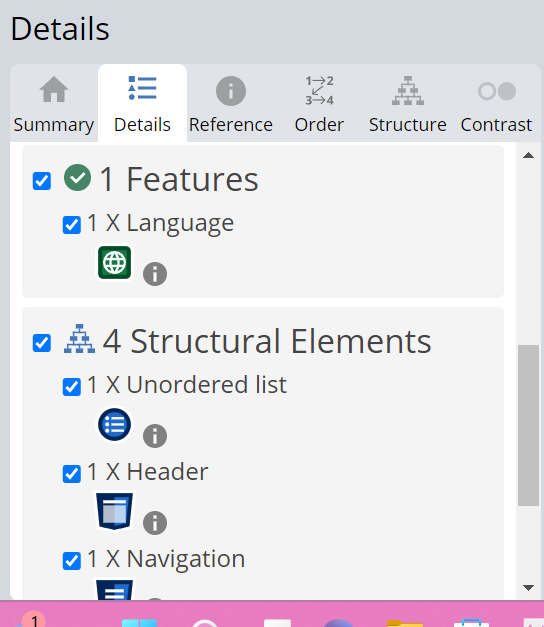 Details
Summary Details Reference Order Structure Contrast
1→2
3→4
1 Features
1 X Language
4 Structural Elements
1 X Unordered list
1 X Header
1 X Navigation
1